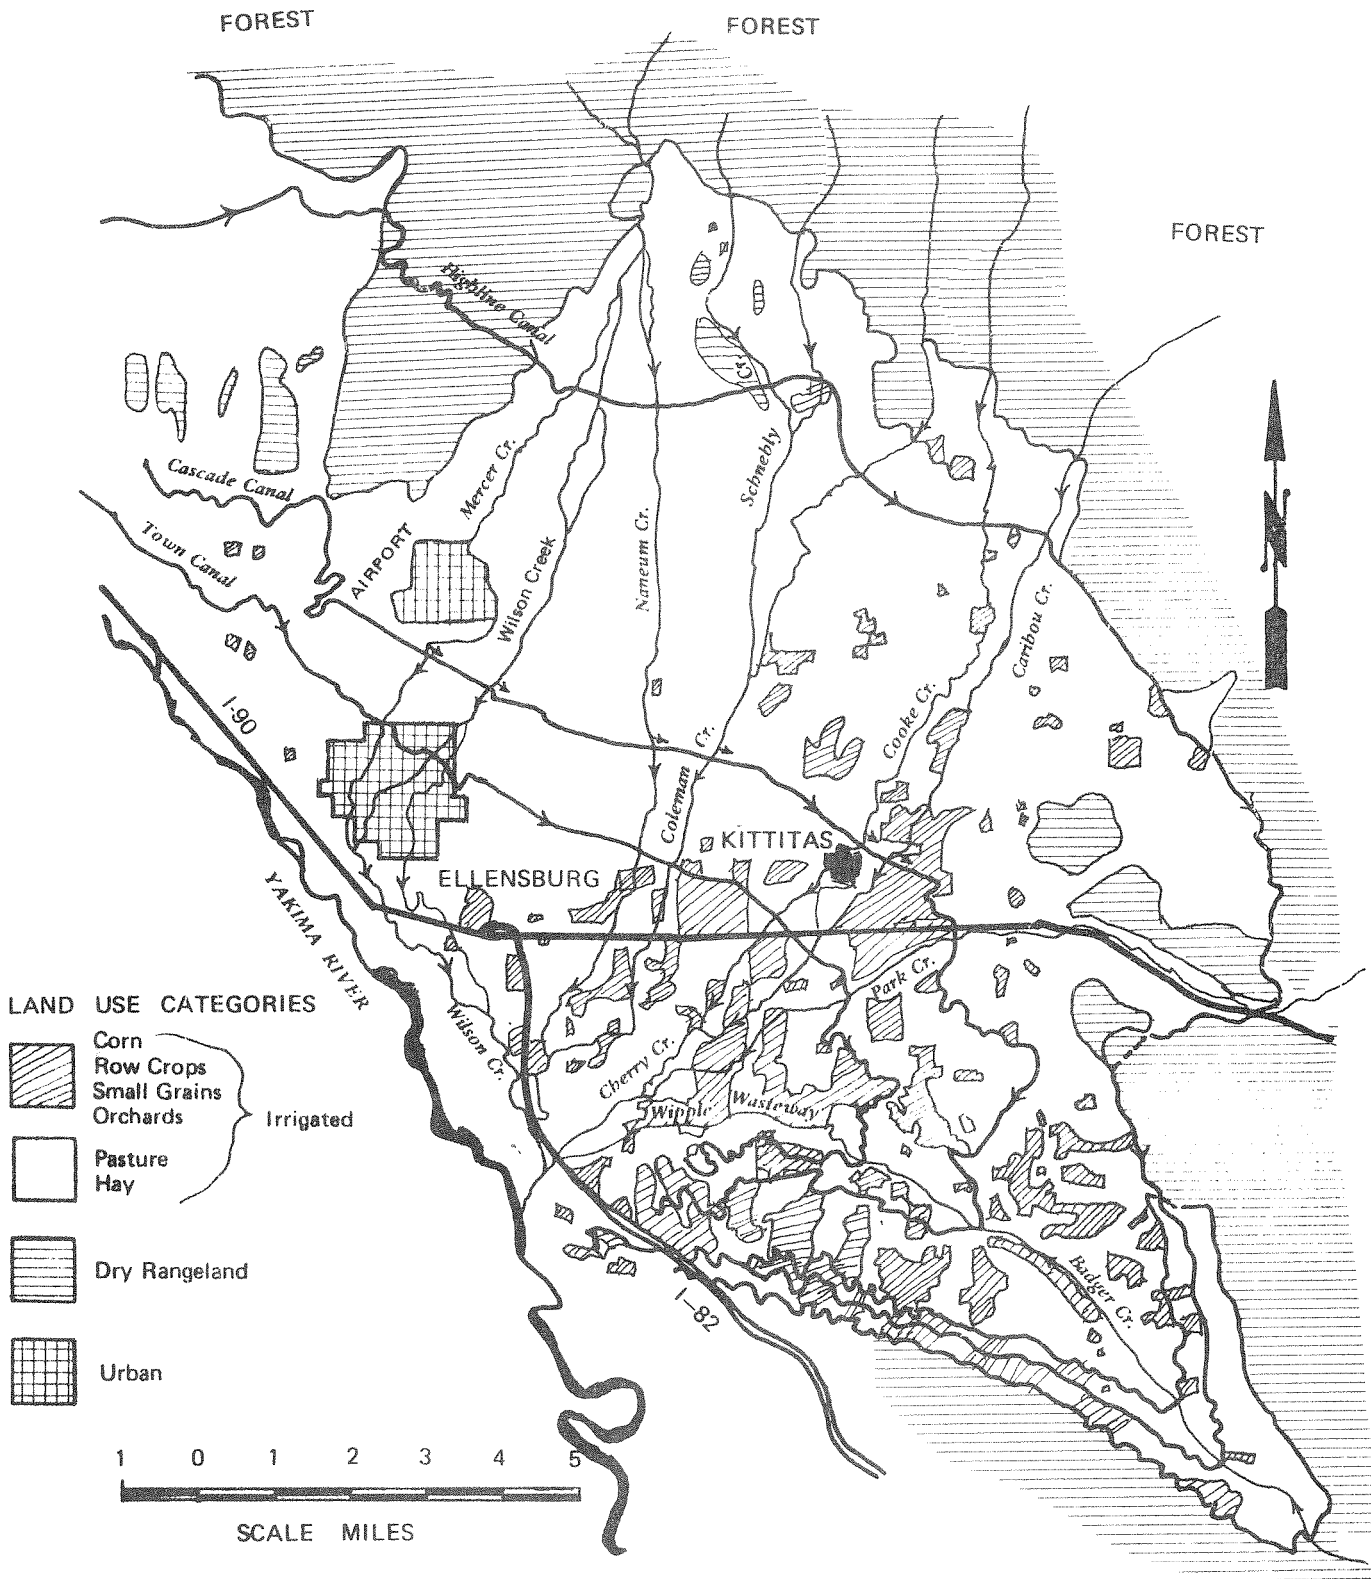 FOREST
FOREST
FOREST
Highline Canal
Cr.
Cascade Canal
Mercer Cr.
Schnebly
Town Canal
AIRPORT
Wilson Creek
Naneum Cr.
Caribou Cr.
I-90
Cooke Cr.
Coleman Cr.
KITTITAS
ELLENSBURG
YAKIMA RIVER
Park Cr.
Wilson Cr.
Cherry Cr.
Wipple Wasteway
Badger Cr.
I-82
N
LAND USE CATEGORIES
Corn
Row Crops
Small Grains
Orchards
Irrigated
Pasture
Hay
Dry Rangeland
Urban
1 0 1 2 3 4 5
SCALE MILES